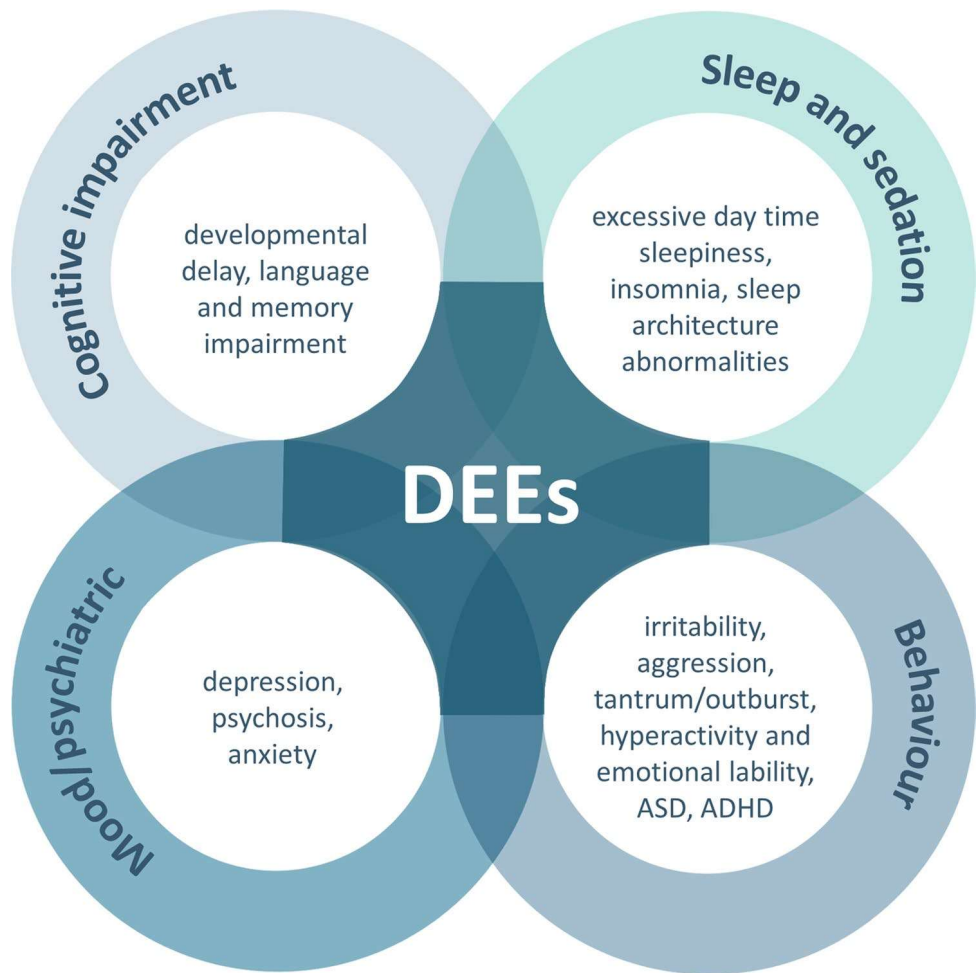 Cognitive impairment
developmental
delay, language
and memory
impairment
Sleep and sedation
excessive day time
sleepiness,
insomnia, sleep
architecture
abnormalities
DEEs
Mood/psychiatric
depression,
psychosis,
anxiety
Behaviour
irritability,
aggression,
tantrum/outburst,
hyperactivity and
emotional lability,
ASD, ADHD